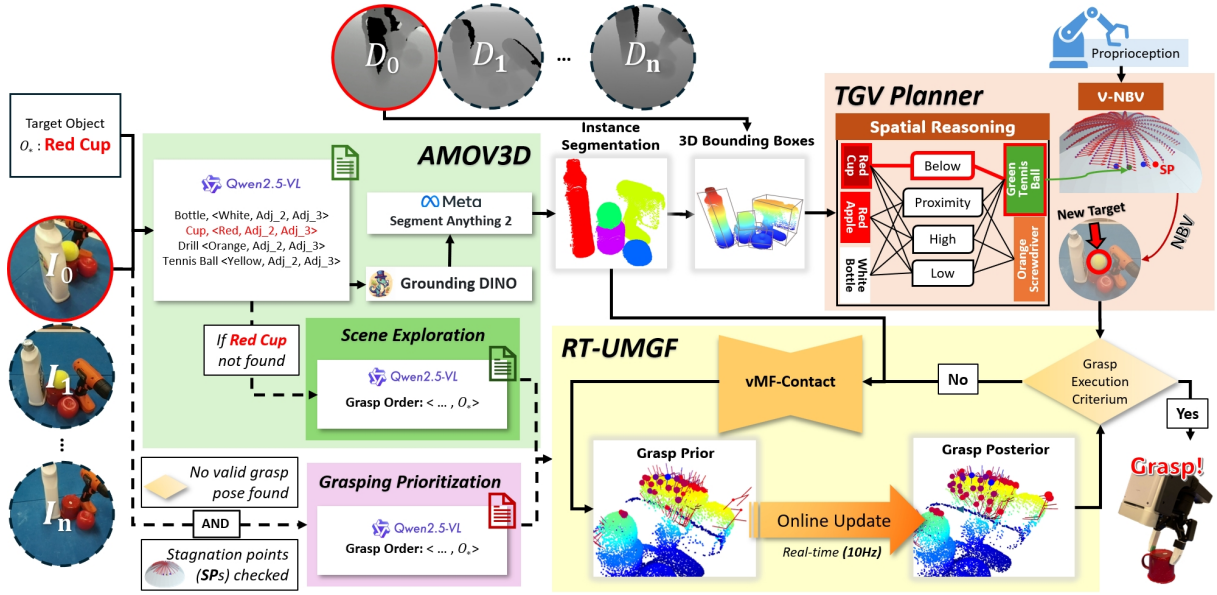 D₀
D₁
...
Dₙ
Proprioception
TGV Planner
V-NBV
Target Object
O* : Red Cup
AMOV3D
Instance
Segmentation
3D Bounding Boxes
Spatial Reasoning
Red Cup
Below
Green Tennis Ball
SP
Qwen2.5-VL
Bottle, <White, Adj_2, Adj_3>
Cup, <Red, Adj_2, Adj_3>
Drill <Orange, Adj_2, Adj_3>
Tennis Ball <Yellow, Adj_2, Adj_3>
Meta
Segment Anything 2
Grounding DINO
Red Apple
Proximity
High
White Bottle
Low
Orange Screwdriver
New Target
NBV
I₀
I₁
⋮
Iₙ
If Red Cup
not found
Scene Exploration
Qwen2.5-VL
Grasp Order: < ... , O*>
RT-UMGF
vMF-Contact
No
Grasp
Execution
Criterium
Yes
Grasp!
No valid grasp
pose found
AND
Stagnation points
(SPs) checked
Grasping Prioritization
Qwen2.5-VL
Grasp Order: < ... , O*>
Grasp Prior
Online Update
Real-time (10Hz)
Grasp Posterior